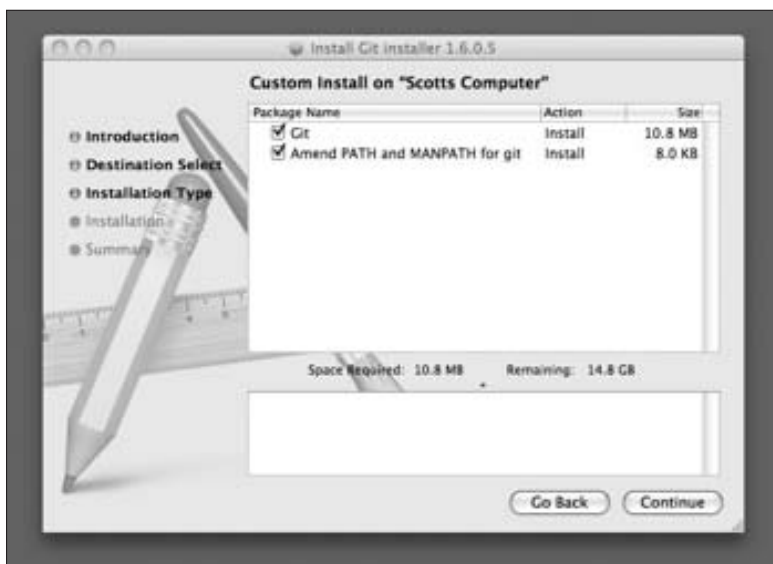 Install Git installer 1.6.0.5
Custom Install on "Scotts Computer"
Package Name Action Size
Git Install 10.8 MB
Amend PATH and MANPATH for git Install 8.0 KB
Introduction
Destination Select
Installation Type
Installation
Summary
Space Required: 10.8 MB Remaining: 14.8 GB
Go Back Continue